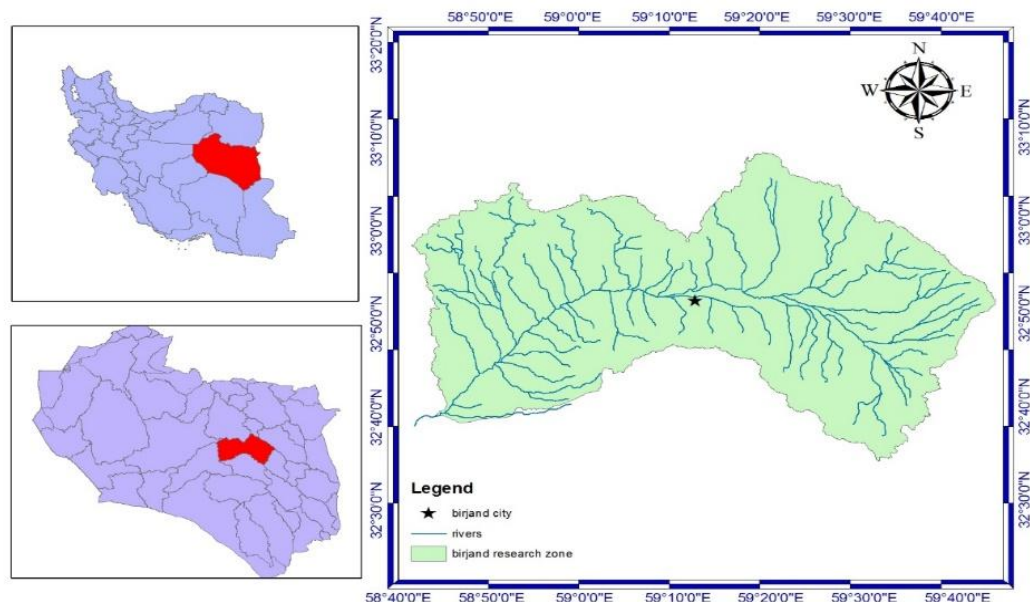 58°50'0"E 59°0'0"E 59°10'0"E 59°20'0"E 59°30'0"E 59°40'0"E
33°20'0"N
33°10'0"N
33°0'0"N
32°50'0"N
32°40'0"N
32°30'0"N
N
W E
S
33°10'0"N
33°0'0"N
32°50'0"N
32°40'0"N
32°30'0"N
Legend
birjand city
rivers
birjand research zone
58°40'0"E 58°50'0"E 59°0'0"E 59°10'0"E 59°20'0"E 59°30'0"E 59°40'0"E